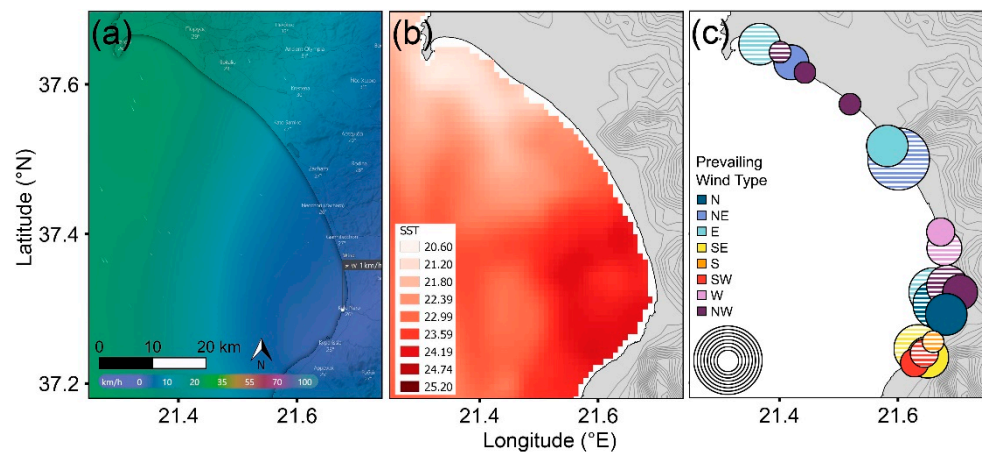 (a)
(b)
(c)
Latitude (°N)
37.6
37.4
37.2
0 10 20 km
N
km/h 0 10 20 35 55 70 100
w 1km/h
SST
20.60
21.20
21.80
22.39
22.99
23.59
24.19
24.74
25.20
Prevailing
Wind Type
N
NE
E
SE
S
SW
W
NW
21.4 21.6
21.4 21.6
21.4 21.6
Longitude (°E)